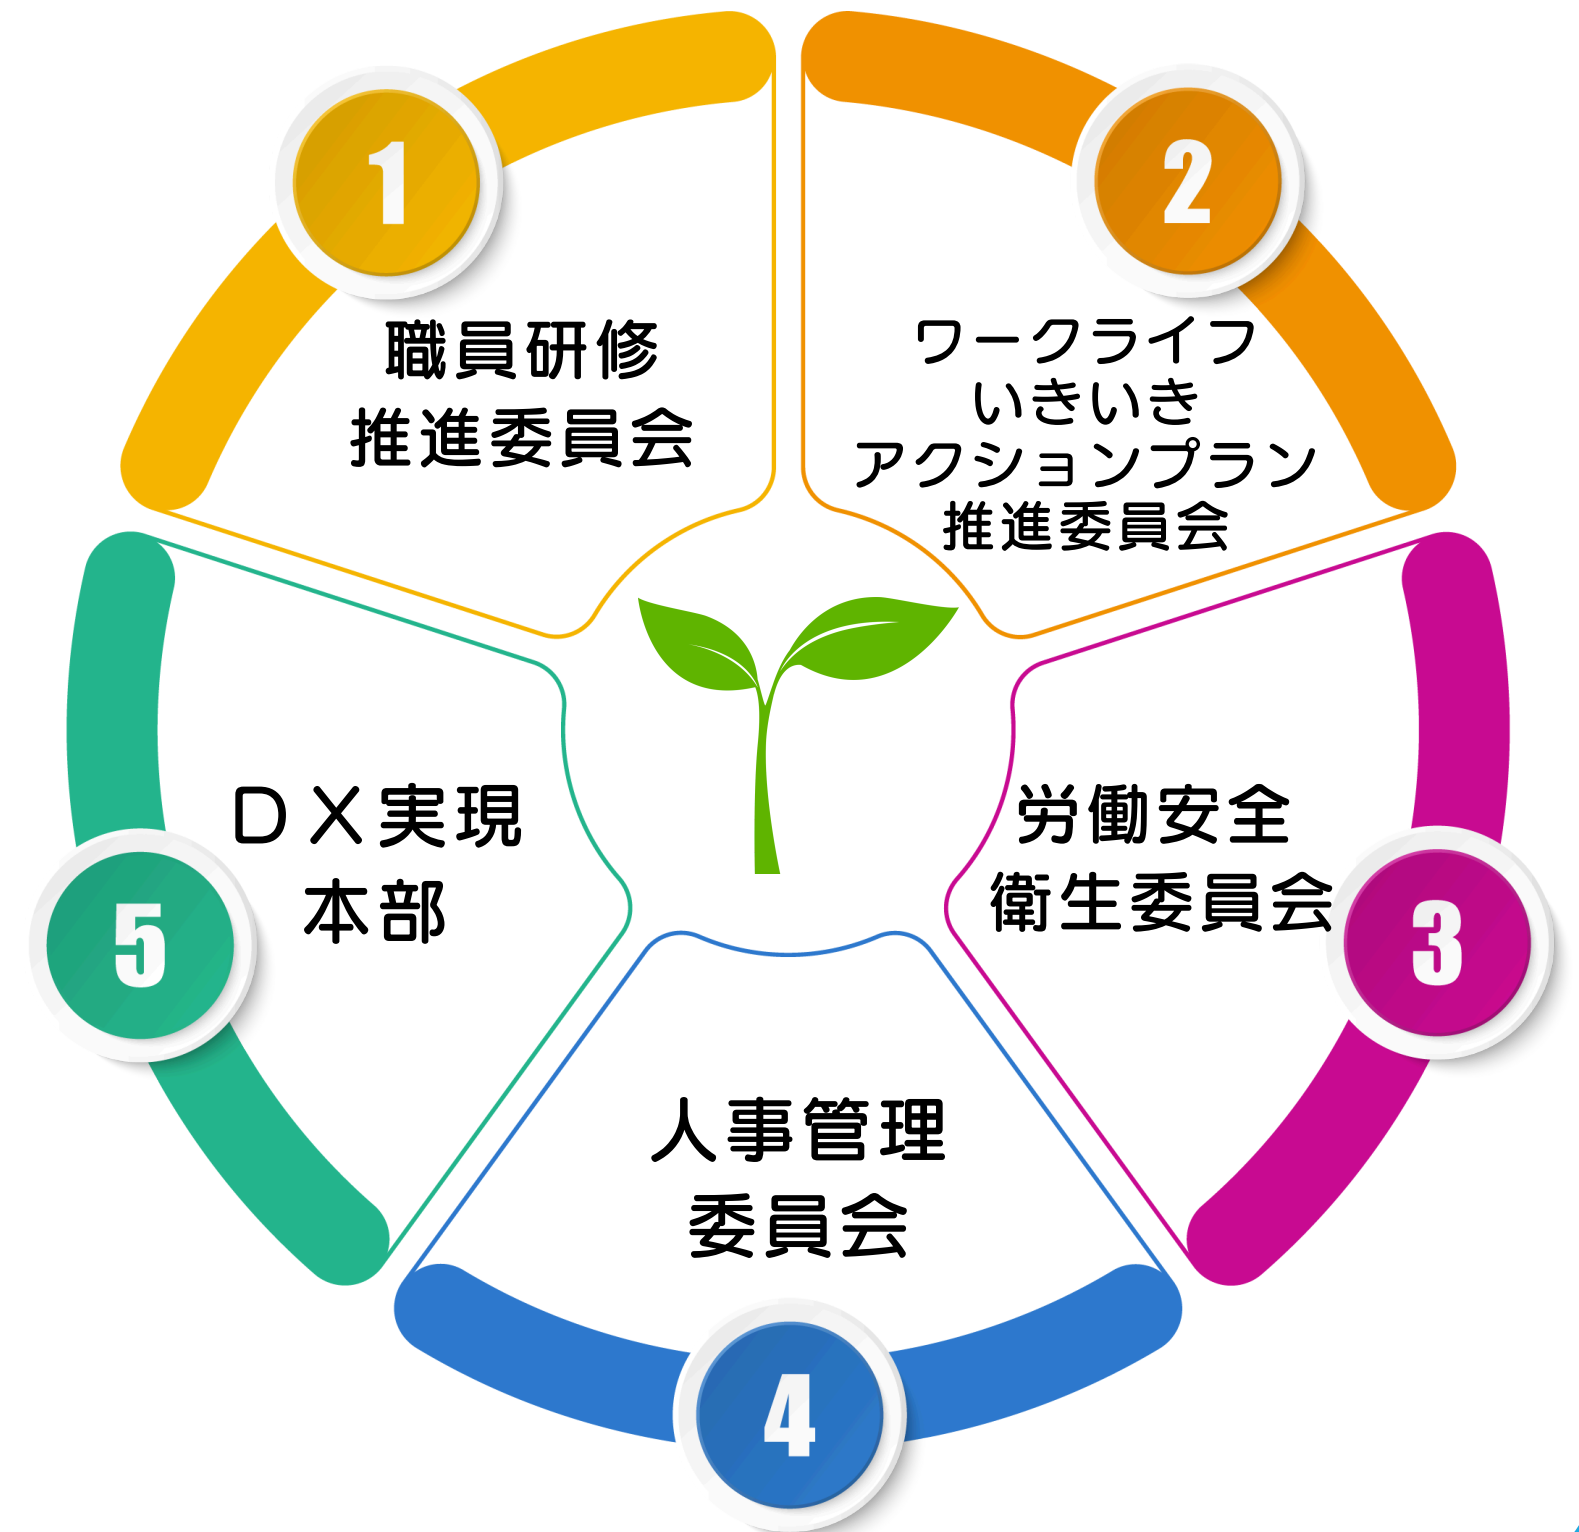 1
職員研修
推進委員会
2
ワークライフ
いきいき
アクションプラン
推進委員会
3
労働安全
衛生委員会
4
人事管理
委員会
5
ＤＸ実現
本部